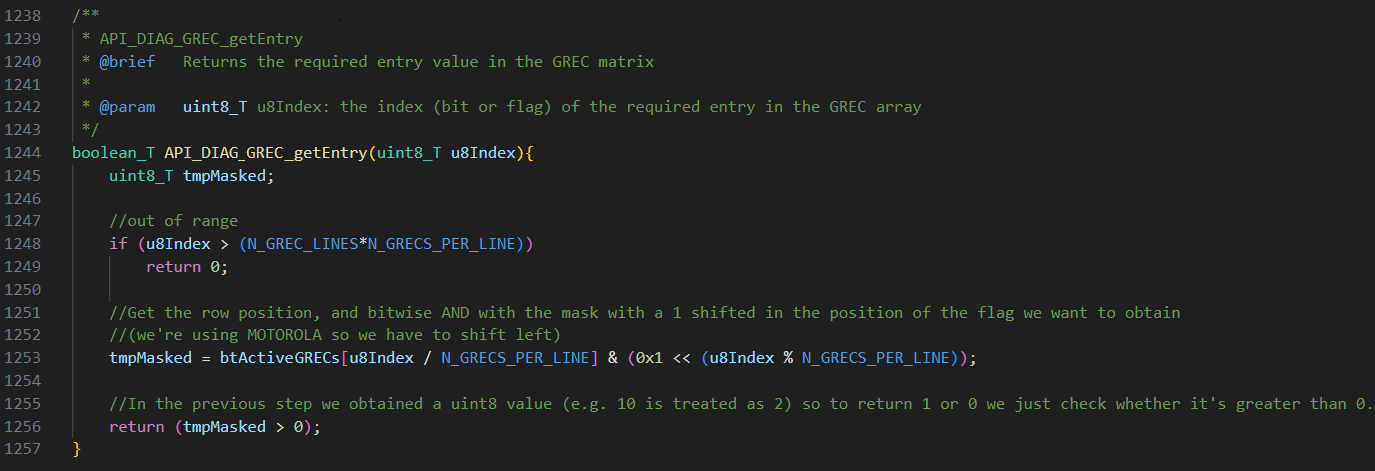 1238 /**
1239 * API_DIAG_GREC_getEntry
1240 * @brief Returns the required entry value in the GREC matrix
1241 *
1242 * @param uint8_T u8Index: the index (bit or flag) of the required entry in the GREC array
1243 */
1244 boolean_T API_DIAG_GREC_getEntry(uint8_T u8Index){
1245 uint8_T tmpMasked;
1246
1247 //out of range
1248 if (u8Index > (N_GREC_LINES*N_GRECS_PER_LINE))
1249 return 0;
1250
1251 //Get the row position, and bitwise AND with the mask with a 1 shifted in the position of the flag we want to obtain
1252 //(we're using MOTOROLA so we have to shift left)
1253 tmpMasked = btActiveGRECs[u8Index / N_GRECS_PER_LINE] & (0x1 << (u8Index % N_GRECS_PER_LINE));
1254
1255 //In the previous step we obtained a uint8 value (e.g. 10 is treated as 2) so to return 1 or 0 we just check whether it's greater than 0.
1256 return (tmpMasked > 0);
1257 }